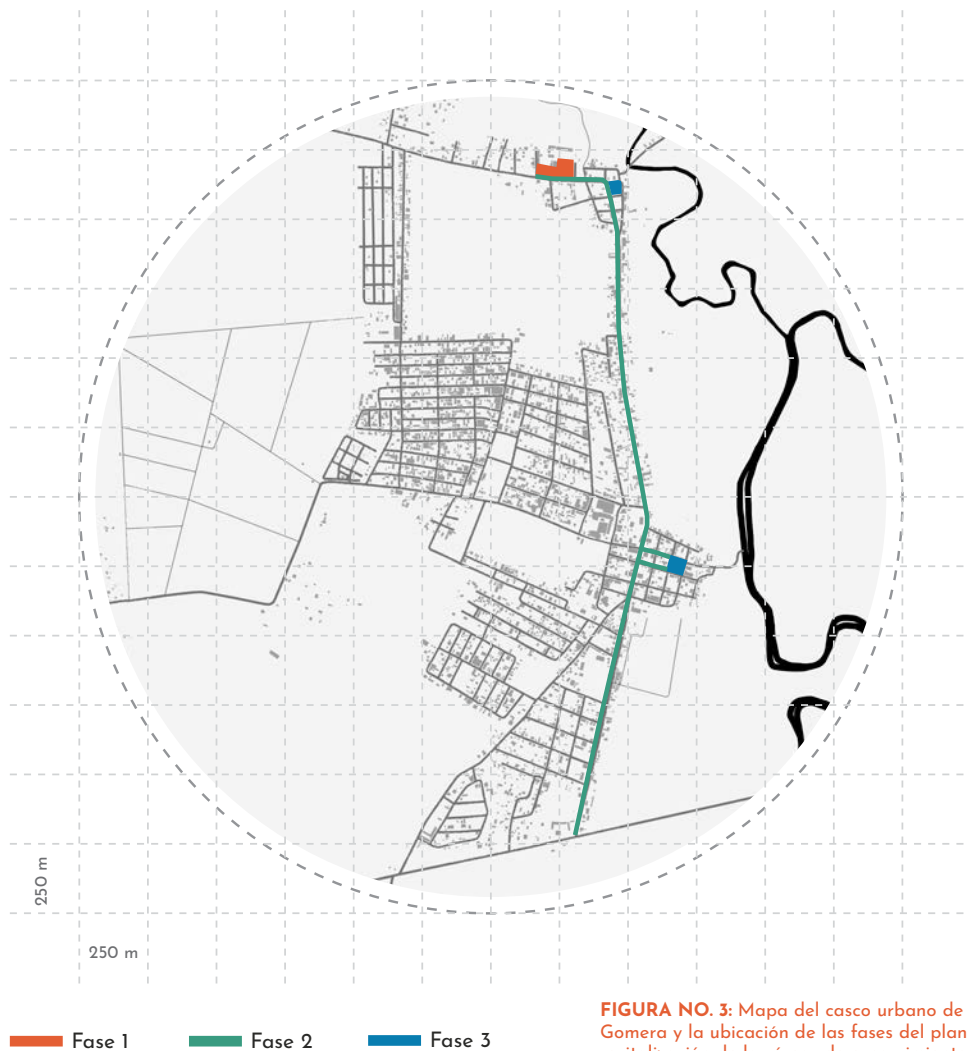 250 m
250 m
Fase 1
Fase 2
Fase 3
FIGURA NO. 3: Mapa del casco urbano de
Gomera y la ubicación de las fases del plan